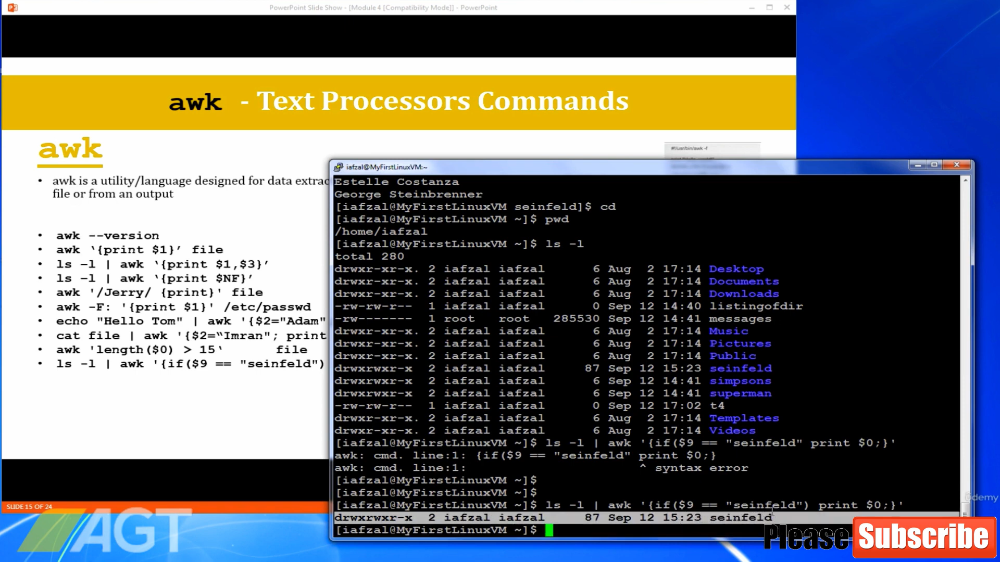 PowerPoint Slide Show - [Module 4 [Compatibility Mode]] - PowerPoint
awk - Text Processors Commands
awk
#!/usr/bin/awk -f
• awk is a utility/language designed for data extrac
file or from an output
• awk --version
• awk ‘{print $1}’ file
• ls –l | awk ‘{print $1,$3}’
• ls –l | awk ‘{print $NF}’
• awk '/Jerry/ {print}' file
• awk -F: '{print $1}' /etc/passwd
• echo "Hello Tom" | awk '{$2="Adam"
• cat file | awk '{$2=“Imran"; print
• awk 'length($0) > 15‘ file
• ls -l | awk '{if($9 == "seinfeld")
SLIDE 15 OF 24
AGT
iafzal@MyFirstLinuxVM:~
Estelle Costanza
George Steinbrenner
[iafzal@MyFirstLinuxVM seinfeld]$ cd
[iafzal@MyFirstLinuxVM ~]$ pwd
/home/iafzal
[iafzal@MyFirstLinuxVM ~]$ ls -l
total 280
drwxr-xr-x. 2 iafzal iafzal 6 Aug 2 17:14 Desktop
drwxr-xr-x. 2 iafzal iafzal 6 Aug 2 17:14 Documents
drwxr-xr-x. 2 iafzal iafzal 6 Aug 2 17:14 Downloads
-rw-rw-r-- 1 iafzal iafzal 0 Sep 12 14:40 listingofdir
-rw------- 1 root root 285530 Sep 12 14:41 messages
drwxr-xr-x. 2 iafzal iafzal 6 Aug 2 17:14 Music
drwxr-xr-x. 2 iafzal iafzal 6 Aug 2 17:14 Pictures
drwxr-xr-x. 2 iafzal iafzal 6 Aug 2 17:14 Public
drwxrwxr-x 2 iafzal iafzal 87 Sep 12 15:23 seinfeld
drwxrwxr-x 2 iafzal iafzal 6 Sep 12 14:41 simpsons
drwxrwxr-x 2 iafzal iafzal 6 Sep 12 14:41 superman
-rw-rw-r-- 1 iafzal iafzal 0 Sep 12 17:02 t4
drwxr-xr-x. 2 iafzal iafzal 6 Aug 2 17:14 Templates
drwxr-xr-x. 2 iafzal iafzal 6 Aug 2 17:14 Videos
[iafzal@MyFirstLinuxVM ~]$ ls -l | awk '{if($9 == "seinfeld" print $0;}'
awk: cmd. line:1: {if($9 == "seinfeld" print $0;}
awk: cmd. line:1: ^ syntax error
[iafzal@MyFirstLinuxVM ~]$
[iafzal@MyFirstLinuxVM ~]$
[iafzal@MyFirstLinuxVM ~]$ ls -l | awk '{if($9 == "seinfeld") print $0;}'
drwxrwxr-x 2 iafzal iafzal 87 Sep 12 15:23 seinfeld
[iafzal@MyFirstLinuxVM ~]$
Udemy
Please Subscribe